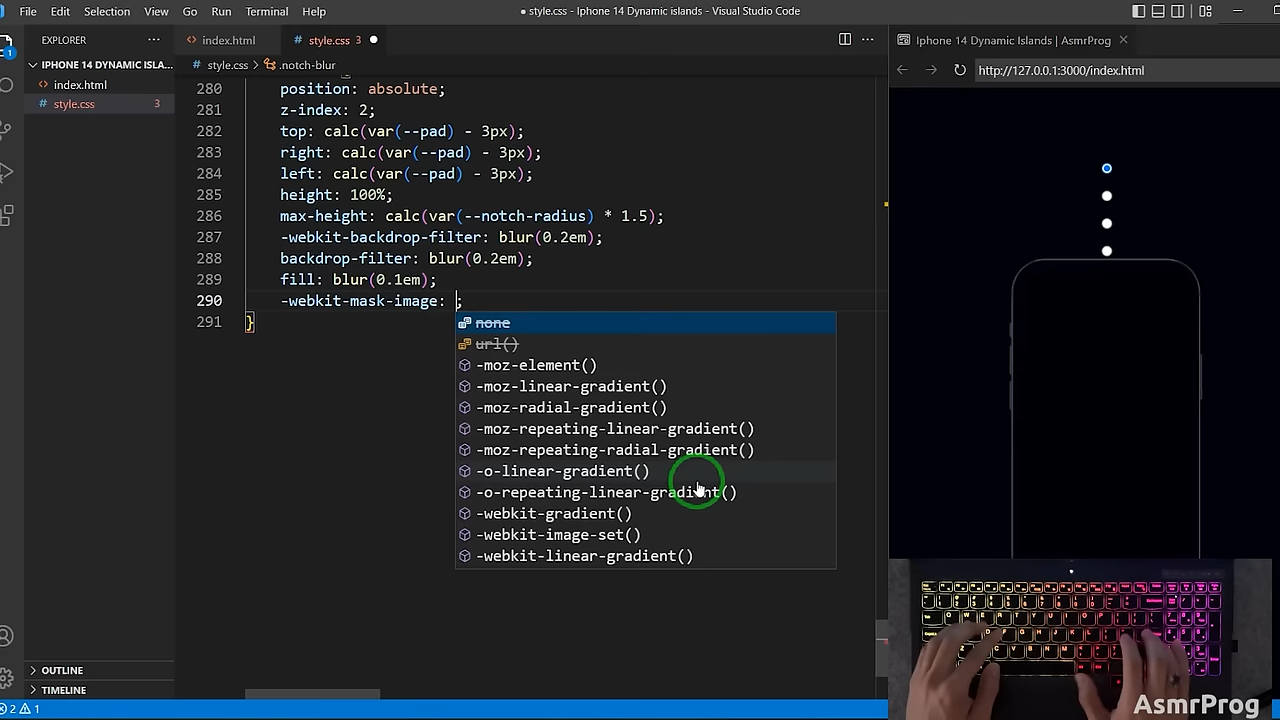 File Edit Selection View Go Run Terminal Help
● style.css - Iphone 14 Dynamic islands - Visual Studio Code
EXPLORER
IPHONE 14 DYNAMIC ISLA...
index.html
style.css 3
OUTLINE
TIMELINE
1
index.html
style.css 3
style.css > .notch-blur
280 position: absolute;
281 z-index: 2;
282 top: calc(var(--pad) - 3px);
283 right: calc(var(--pad) - 3px);
284 left: calc(var(--pad) - 3px);
285 height: 100%;
286 max-height: calc(var(--notch-radius) * 1.5);
287 -webkit-backdrop-filter: blur(0.2em);
288 backdrop-filter: blur(0.2em);
289 fill: blur(0.1em);
290 -webkit-mask-image: ;
291 }
none
url()
-moz-element()
-moz-linear-gradient()
-moz-radial-gradient()
-moz-repeating-linear-gradient()
-moz-repeating-radial-gradient()
-o-linear-gradient()
-o-repeating-linear-gradient()
-webkit-gradient()
-webkit-image-set()
-webkit-linear-gradient()
Iphone 14 Dynamic Islands | AsmrProg
http://127.0.0.1:3000/index.html
AsmrProg
2 1